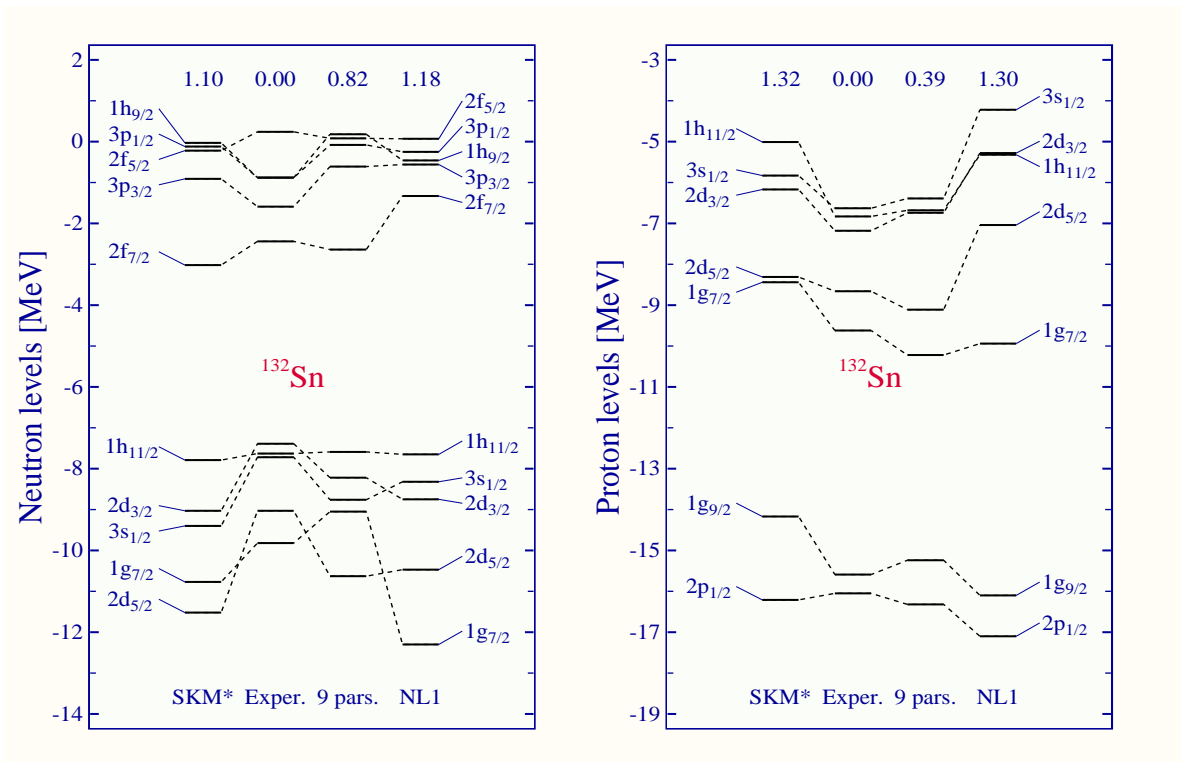 2
0
-2
-4
-6
-8
-10
-12
-14
Neutron levels [MeV]
1.10 0.00 0.82 1.18
1h9/2
3p1/2
2f5/2
3p3/2
2f7/2
1h11/2
2d3/2
3s1/2
1g7/2
2d5/2
132Sn
2f5/2
3p1/2
1h9/2
3p3/2
2f7/2
1h11/2
3s1/2
2d3/2
2d5/2
1g7/2
SKM* Exper. 9 pars. NL1
-3
-5
-7
-9
-11
-13
-15
-17
-19
Proton levels [MeV]
1.32 0.00 0.39 1.30
1h11/2
3s1/2
2d3/2
2d5/2
1g7/2
1g9/2
2p1/2
132Sn
3s1/2
2d3/2
1h11/2
2d5/2
1g7/2
1g9/2
2p1/2
SKM* Exper. 9 pars. NL1